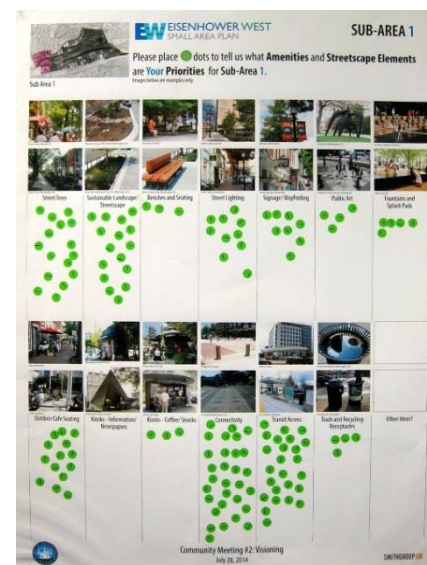 EW EISENHOWER WEST
SMALL AREA PLAN
SUB-AREA 1
Please place dots to tell us what Amenities and Streetscape Elements
are Your Priorities for Sub-Area 1.
Images below are examples only.
Sub Area 1
Street Trees
Sustainable Landscape/
Streetscape
Benches and Seating
Street Lighting
Signage/Wayfinding
Public Art
Fountains and
Splash Pads
Outdoor Cafe Seating
Kiosks - Information/
Newspapers
Kiosks - Coffee/Snacks
Connectivity
Transit Access
Trash and Recycling
Receptacles
Other Ideas?
Community Meeting #2: Visioning
July 28, 2014
SMITHGROUPJJR